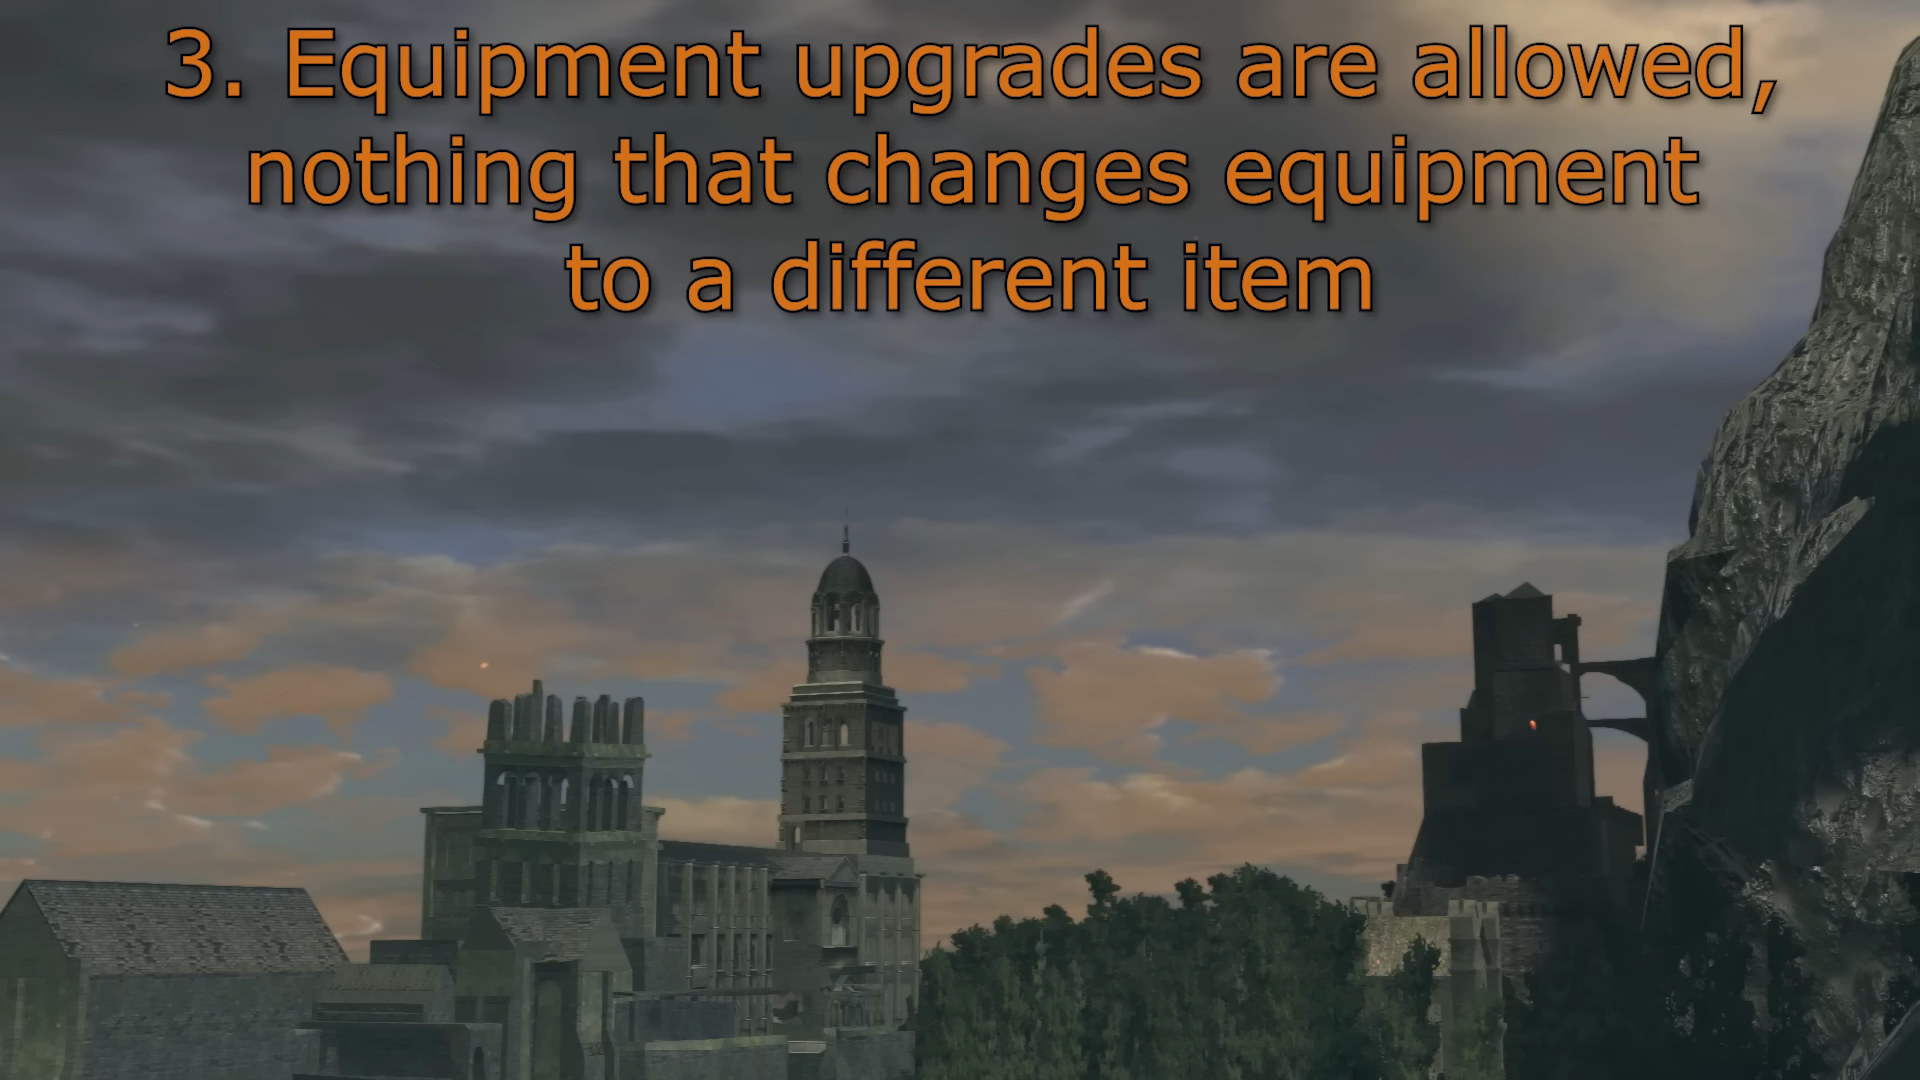 3. Equipment upgrades are allowed,
nothing that changes equipment
to a different item